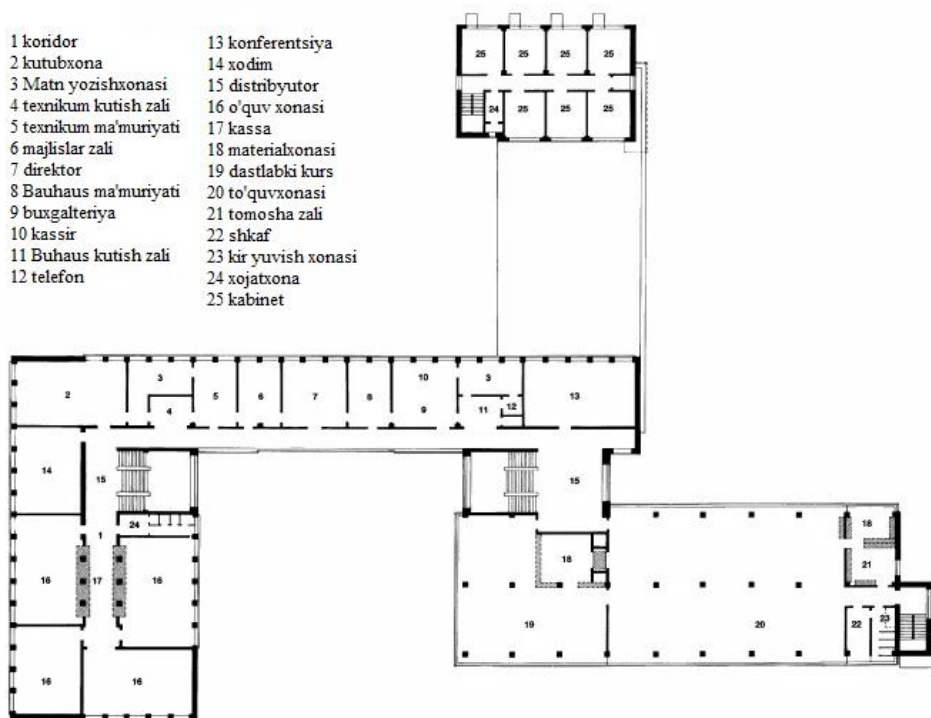 1 koridor
2 kutubxona
3 Matn yozishxonasi
4 texnikum kutish zali
5 texnikum ma'muriyati
6 majlislar zali
7 direktor
8 Bauhaus ma'muriyati
9 buxgalteriya
10 kassir
11 Buhaus kutish zali
12 telefon
13 konferentsiya
14 xodim
15 distribyutor
16 o'quv xonasi
17 kassa
18 materialxonasi
19 dastlabki kurs
20 to'quvxonasi
21 tomosha zali
22 shkaf
23 kir yuvish xonasi
24 xojatxona
25 kabinet
25 25 25 25
24 25 25 25
3 10 3
2 5 6 7 8 13
4 9 11 12
14
15 15
24 18
1
16 17 16 18 21
19 20 22 23
16 16